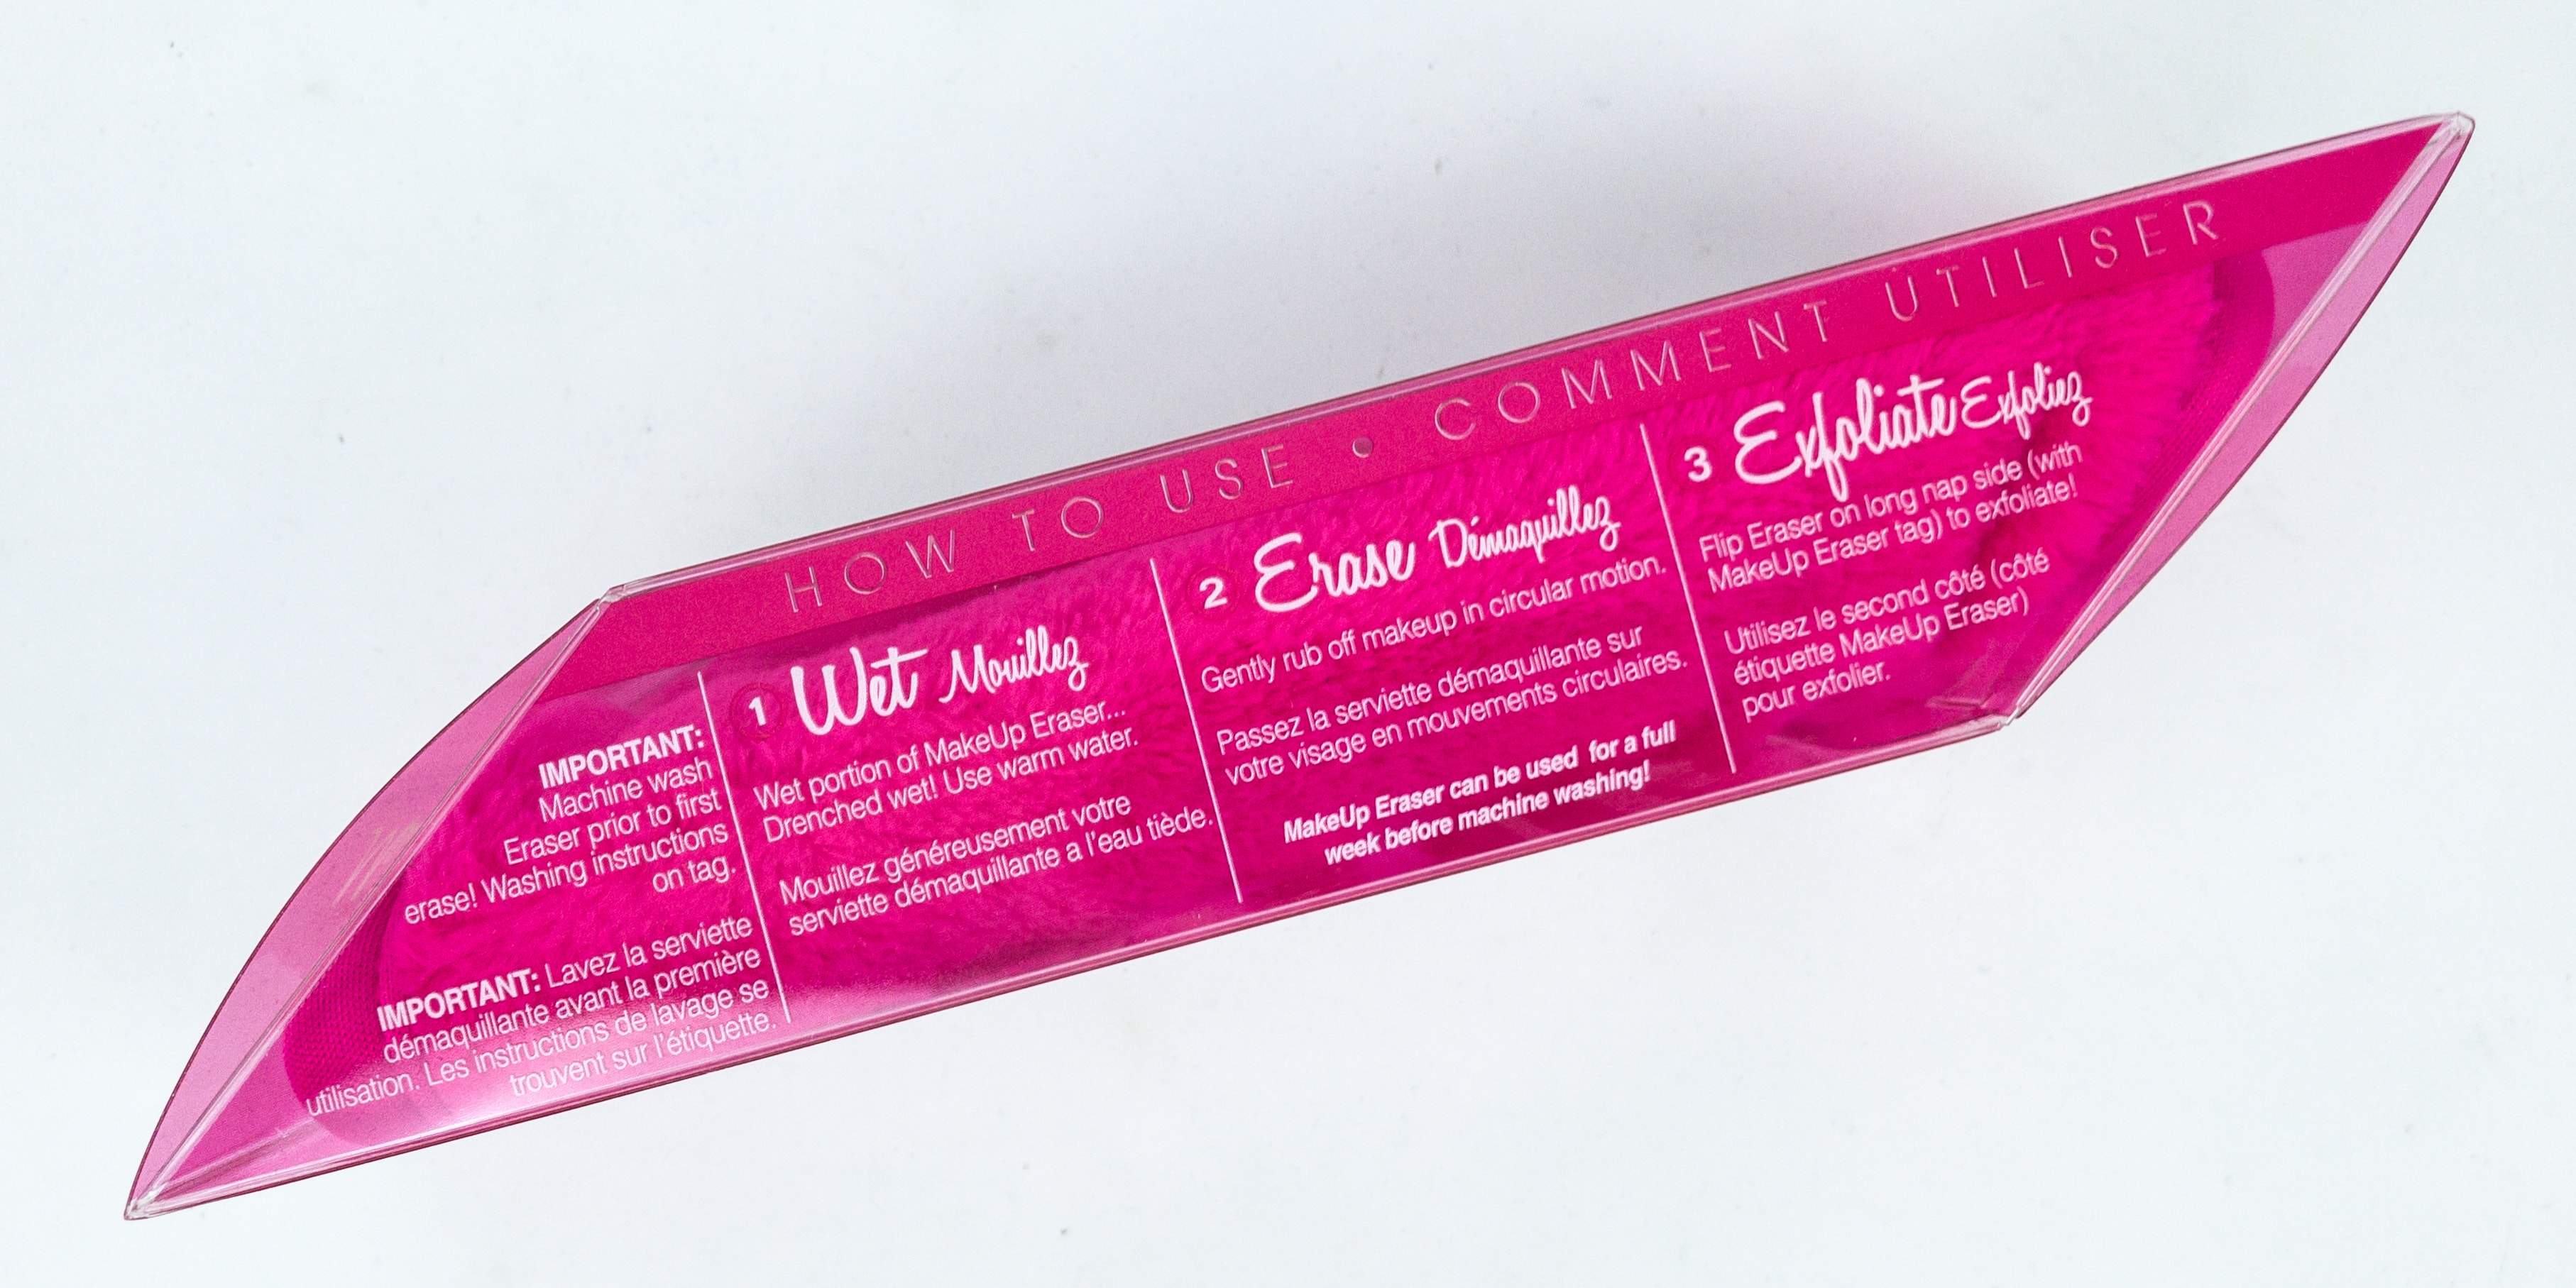 HOW TO USE • COMMENT UTILISER
IMPORTANT:
Machine wash
Eraser prior to first
erase! Washing instructions
on tag.
IMPORTANT: Lavez la serviette
démaquillante avant la première
utilisation. Les instructions de lavage se
trouvent sur l'étiquette.
1 Wet Mouillez
Wet portion of MakeUp Eraser...
Drenched wet! Use warm water.
Mouillez généreusement votre
serviette démaquillante a l'eau tiède.
2 Erase Démaquillez
Gently rub off makeup in circular motion.
Passez la serviette démaquillante sur
votre visage en mouvements circulaires.
MakeUp Eraser can be used for a full
week before machine washing!
3 Exfoliate Exfoliez
Flip Eraser on long nap side (with
MakeUp Eraser tag) to exfoliate!
Utilisez le second côté (côté
étiquette MakeUp Eraser)
pour exfolier.